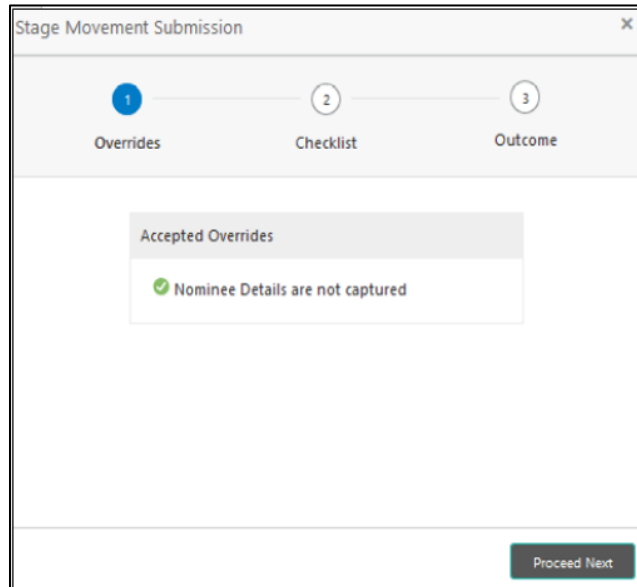 Stage Movement Submission
×
1
2
3
Overrides
Checklist
Outcome
Accepted Overrides
Nominee Details are not captured
Proceed Next